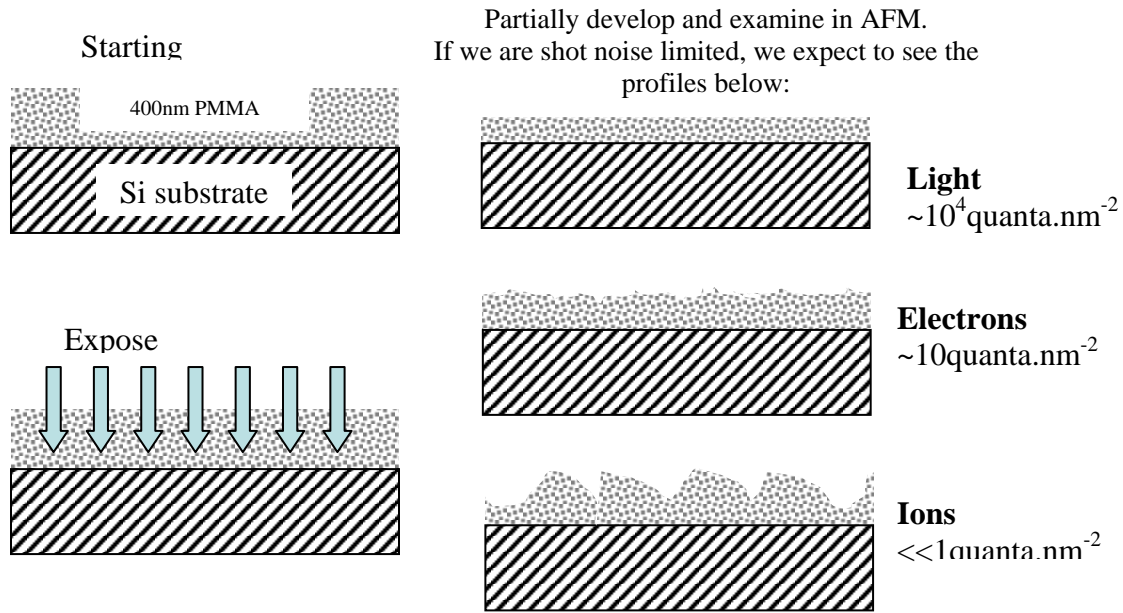 Starting
400nm PMMA
Si substrate
Expose
Partially develop and examine in AFM.
If we are shot noise limited, we expect to see the
profiles below:
Light
~10⁴quanta.nm⁻²
Electrons
~10quanta.nm⁻²
Ions
<<1quanta.nm⁻²